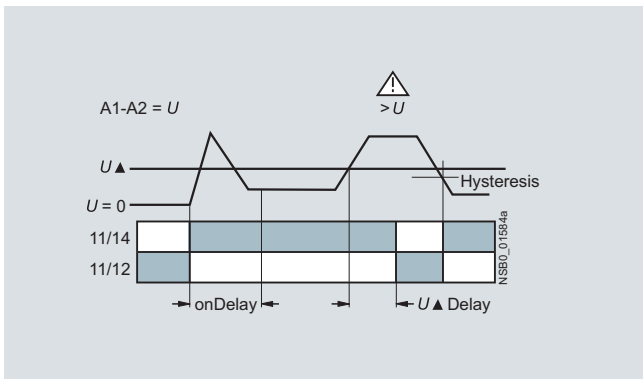 A1-A2 = U
!
>U
U▲
Hysteresis
U = 0
11/14
11/12
NSB0_01584a
onDelay
U▲Delay